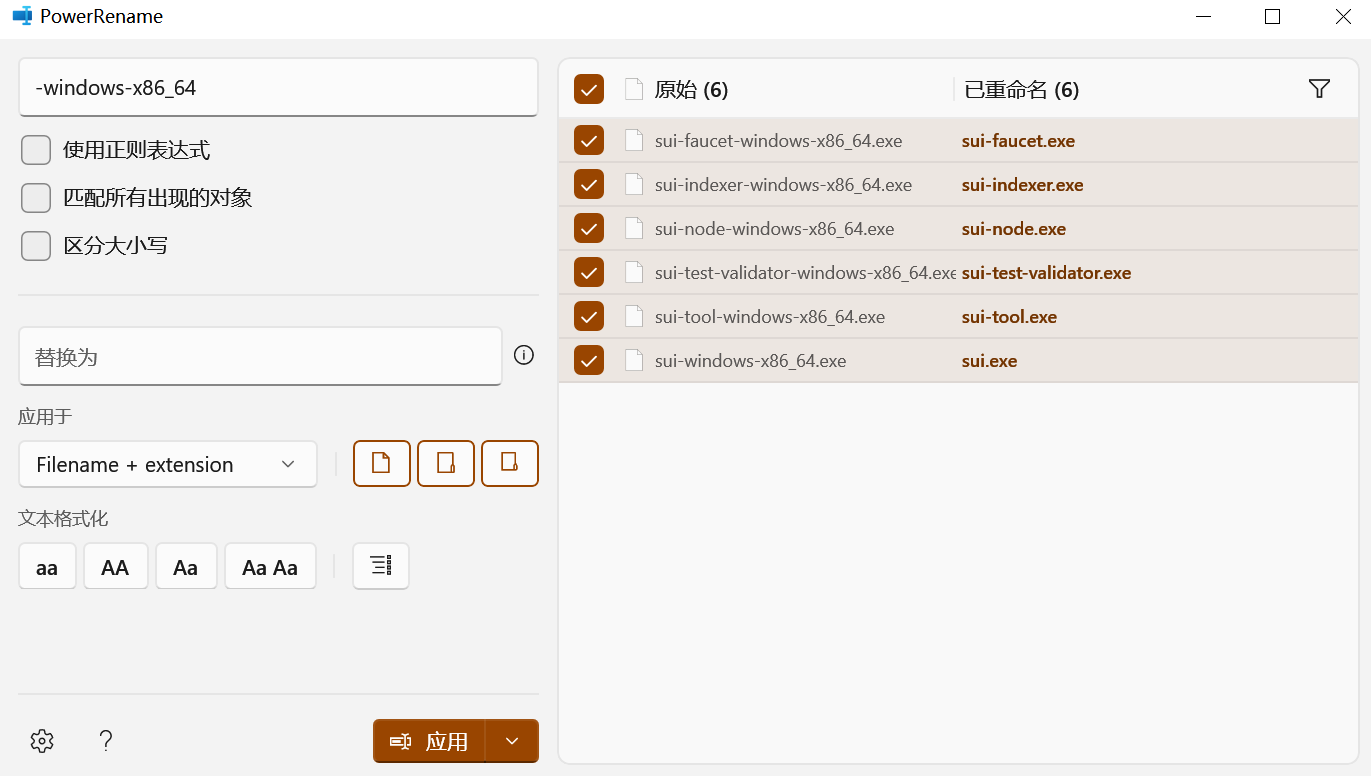 PowerRename
-windows-x86_64
使用正则表达式
匹配所有出现的对象
区分大小写
替换为
应用于
Filename + extension
文本格式化
aa AA Aa Aa Aa
应用
原始 (6) 已重命名 (6)
sui-faucet-windows-x86_64.exe sui-faucet.exe
sui-indexer-windows-x86_64.exe sui-indexer.exe
sui-node-windows-x86_64.exe sui-node.exe
sui-test-validator-windows-x86_64.exe sui-test-validator.exe
sui-tool-windows-x86_64.exe sui-tool.exe
sui-windows-x86_64.exe sui.exe